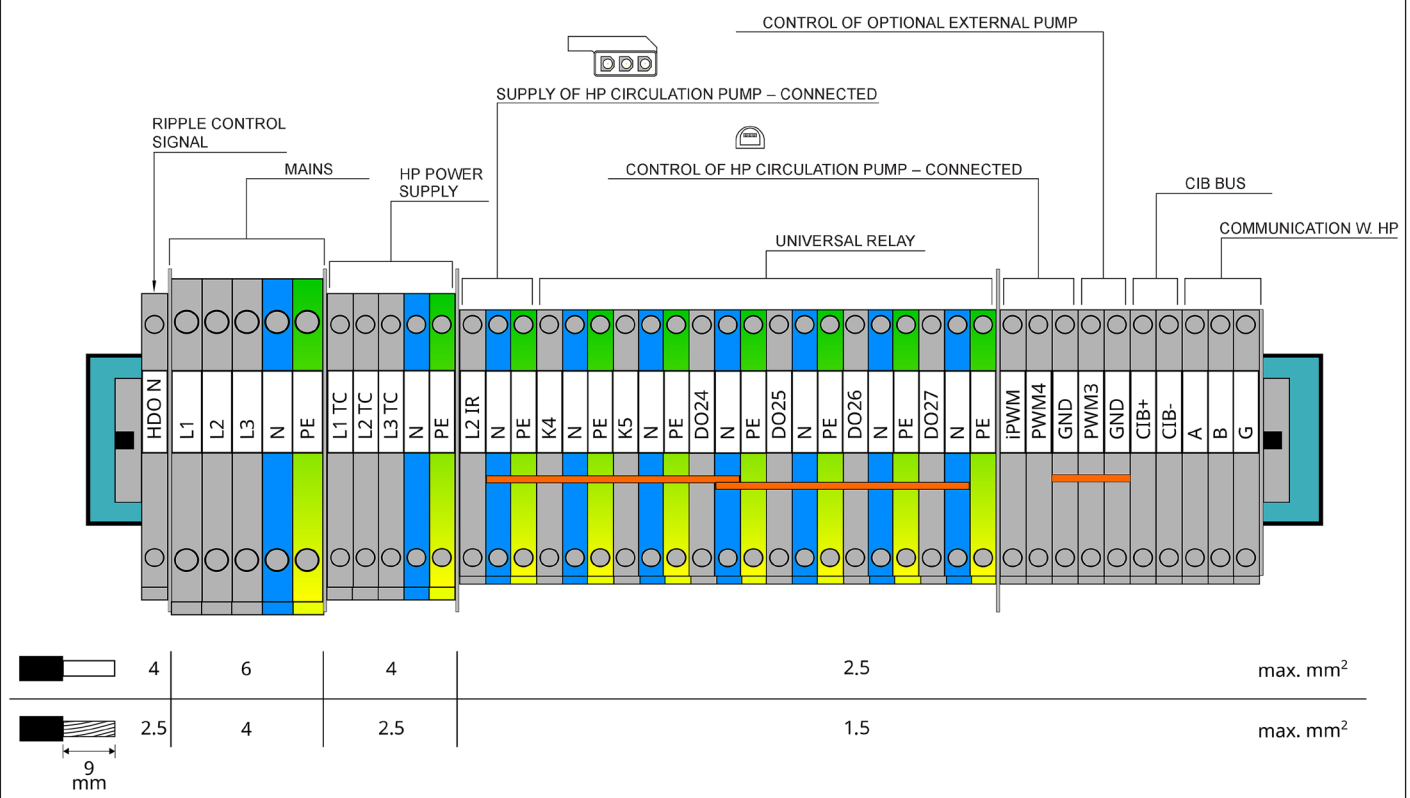 CONTROL OF OPTIONAL EXTERNAL PUMP
SUPPLY OF HP CIRCULATION PUMP – CONNECTED
RIPPLE CONTROL
SIGNAL
MAINS
HP POWER
SUPPLY
CONTROL OF HP CIRCULATION PUMP – CONNECTED
CIB BUS
COMMUNICATION W. HP
UNIVERSAL RELAY
HDO N
L1
L2
L3
N
PE
L1 TC
L2 TC
L3 TC
N
PE
L2 IR
N
PE
K4
N
PE
K5
N
PE
DO24
N
PE
DO25
N
PE
DO26
N
PE
DO27
N
PE
iPWM
PWM4
GND
PWM3
GND
CIB+
CIB-
A
B
G
4 6 4 2.5 max. mm²
2.5 4 2.5 1.5 max. mm²
9
mm